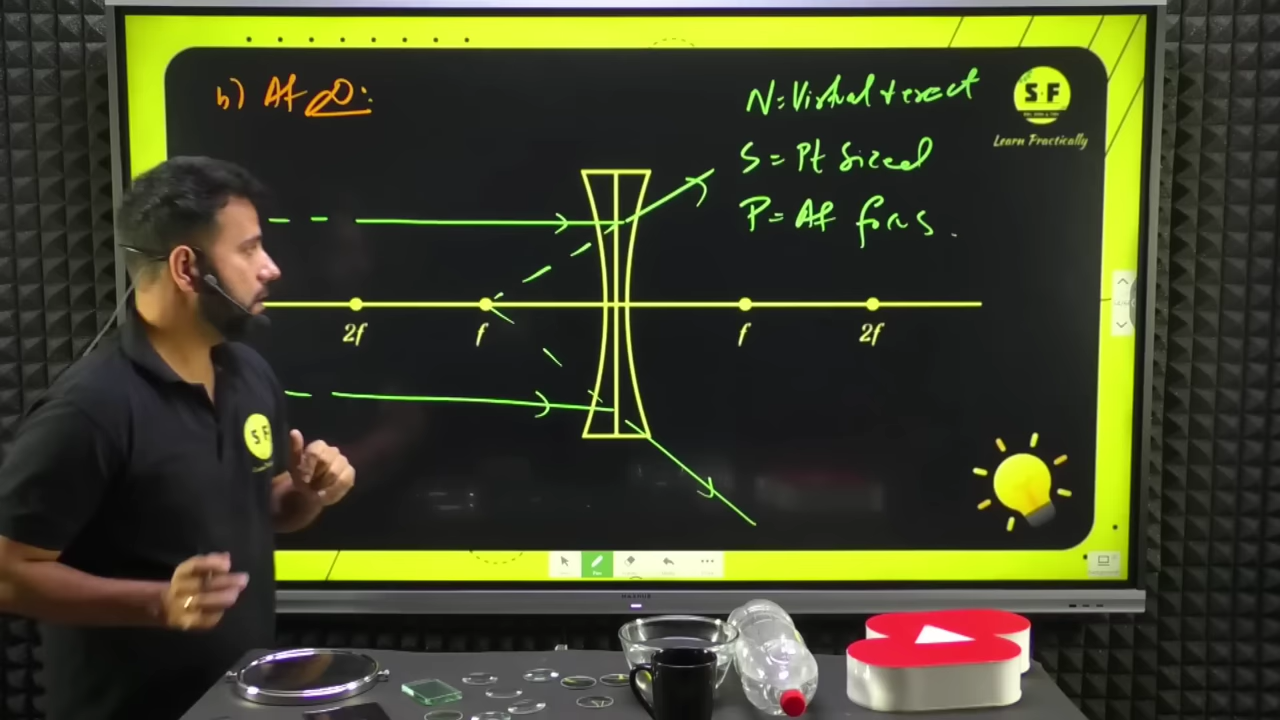 b) At ∞:
N = Virtual + erect
S = Pt sized
P = At focus.
S F
Learn Practically
2f
f
f
2f
S F